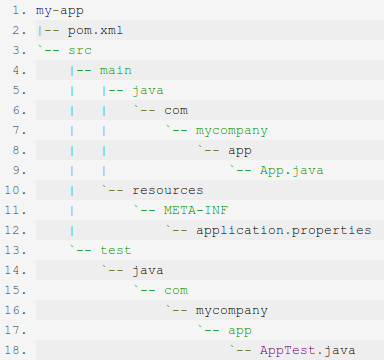 1. my-app
2. |-- pom.xml
3. `-- src
4.     |-- main
5.     |   |-- java
6.     |   |   `-- com
7.     |   |       `-- mycompany
8.     |   |           `-- app
9.     |   |               `-- App.java
10.     |   `-- resources
11.     |       `-- META-INF
12.     |           `-- application.properties
13.     `-- test
14.         `-- java
15.             `-- com
16.                 `-- mycompany
17.                     `-- app
18.                         `-- AppTest.java